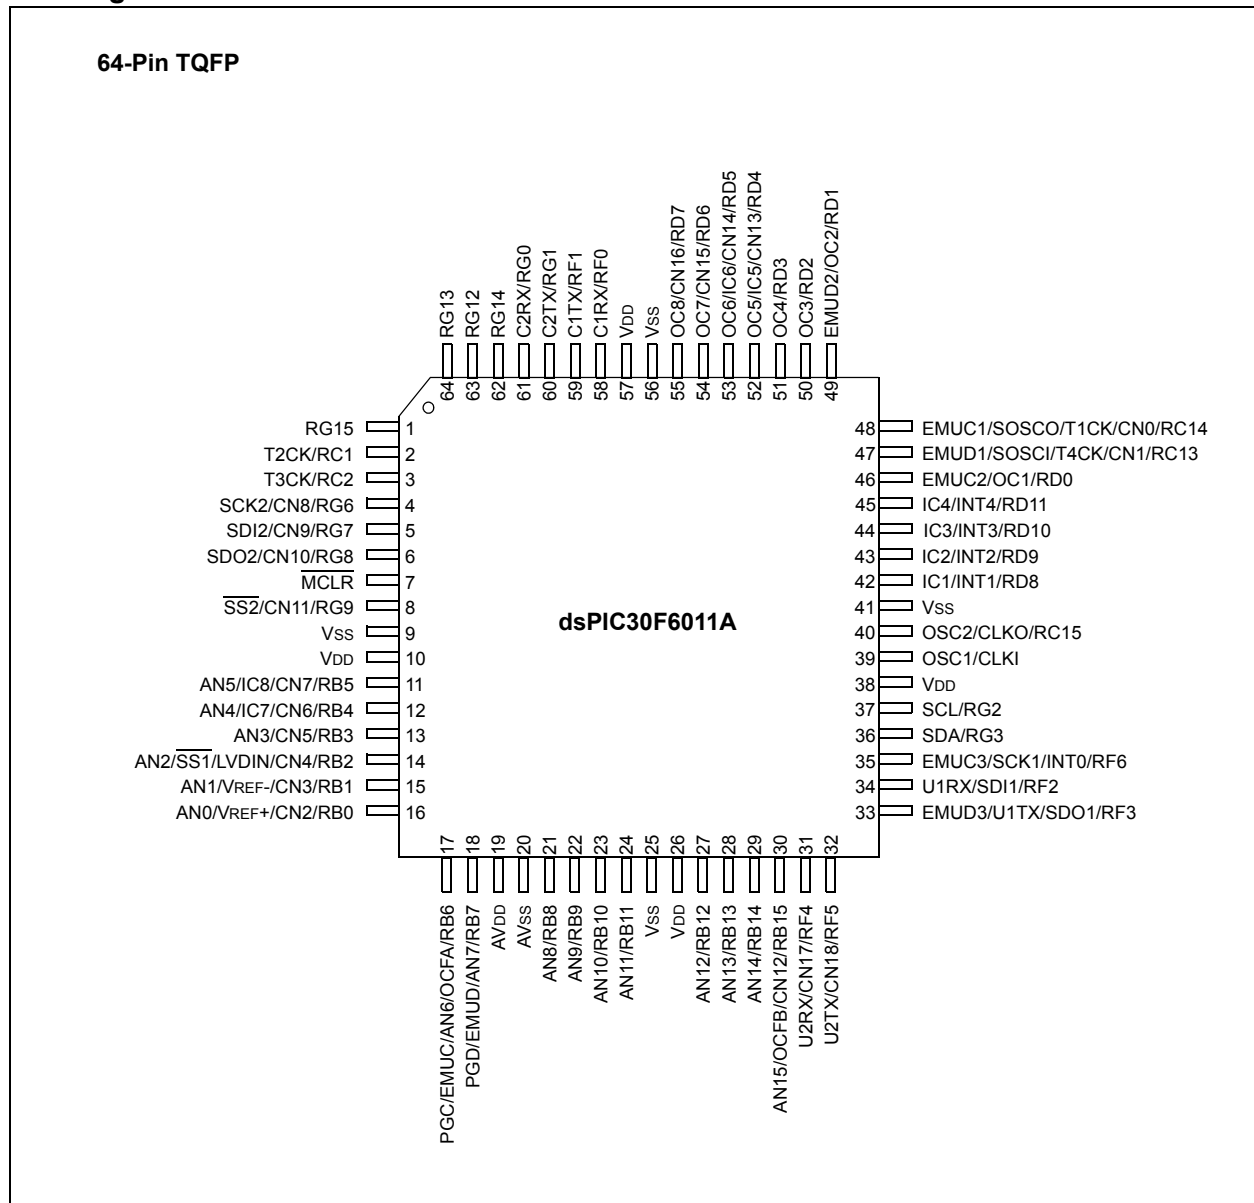 64-Pin TQFP
RG13
RG12
RG14
C2RX/RG0
C2TX/RG1
C1TX/RF1
C1RX/RF0
VDD
VSS
OC8/CN16/RD7
OC7/CN15/RD6
OC6/IC6/CN14/RD5
OC5/IC5/CN13/RD4
OC4/RD3
OC3/RD2
EMUD2/OC2/RD1
64 63 62 61 60 59 58 57 56 55 54 53 52 51 50 49
RG15 1
T2CK/RC1 2
T3CK/RC2 3
SCK2/CN8/RG6 4
SDI2/CN9/RG7 5
SDO2/CN10/RG8 6
MCLR 7
SS2/CN11/RG9 8
VSS 9
VDD 10
AN5/IC8/CN7/RB5 11
AN4/IC7/CN6/RB4 12
AN3/CN5/RB3 13
AN2/SS1/LVDIN/CN4/RB2 14
AN1/VREF-/CN3/RB1 15
AN0/VREF+/CN2/RB0 16
dsPIC30F6011A
48 EMUC1/SOSCO/T1CK/CN0/RC14
47 EMUD1/SOSCI/T4CK/CN1/RC13
46 EMUC2/OC1/RD0
45 IC4/INT4/RD11
44 IC3/INT3/RD10
43 IC2/INT2/RD9
42 IC1/INT1/RD8
41 VSS
40 OSC2/CLKO/RC15
39 OSC1/CLKI
38 VDD
37 SCL/RG2
36 SDA/RG3
35 EMUC3/SCK1/INT0/RF6
34 U1RX/SDI1/RF2
33 EMUD3/U1TX/SDO1/RF3
17 18 19 20 21 22 23 24 25 26 27 28 29 30 31 32
PGC/EMUC/AN6/OCFA/RB6
PGD/EMUD/AN7/RB7
AVDD
AVSS
AN8/RB8
AN9/RB9
AN10/RB10
AN11/RB11
VSS
VDD
AN12/RB12
AN13/RB13
AN14/RB14
AN15/OCFB/CN12/RB15
U2RX/CN17/RF4
U2TX/CN18/RF5